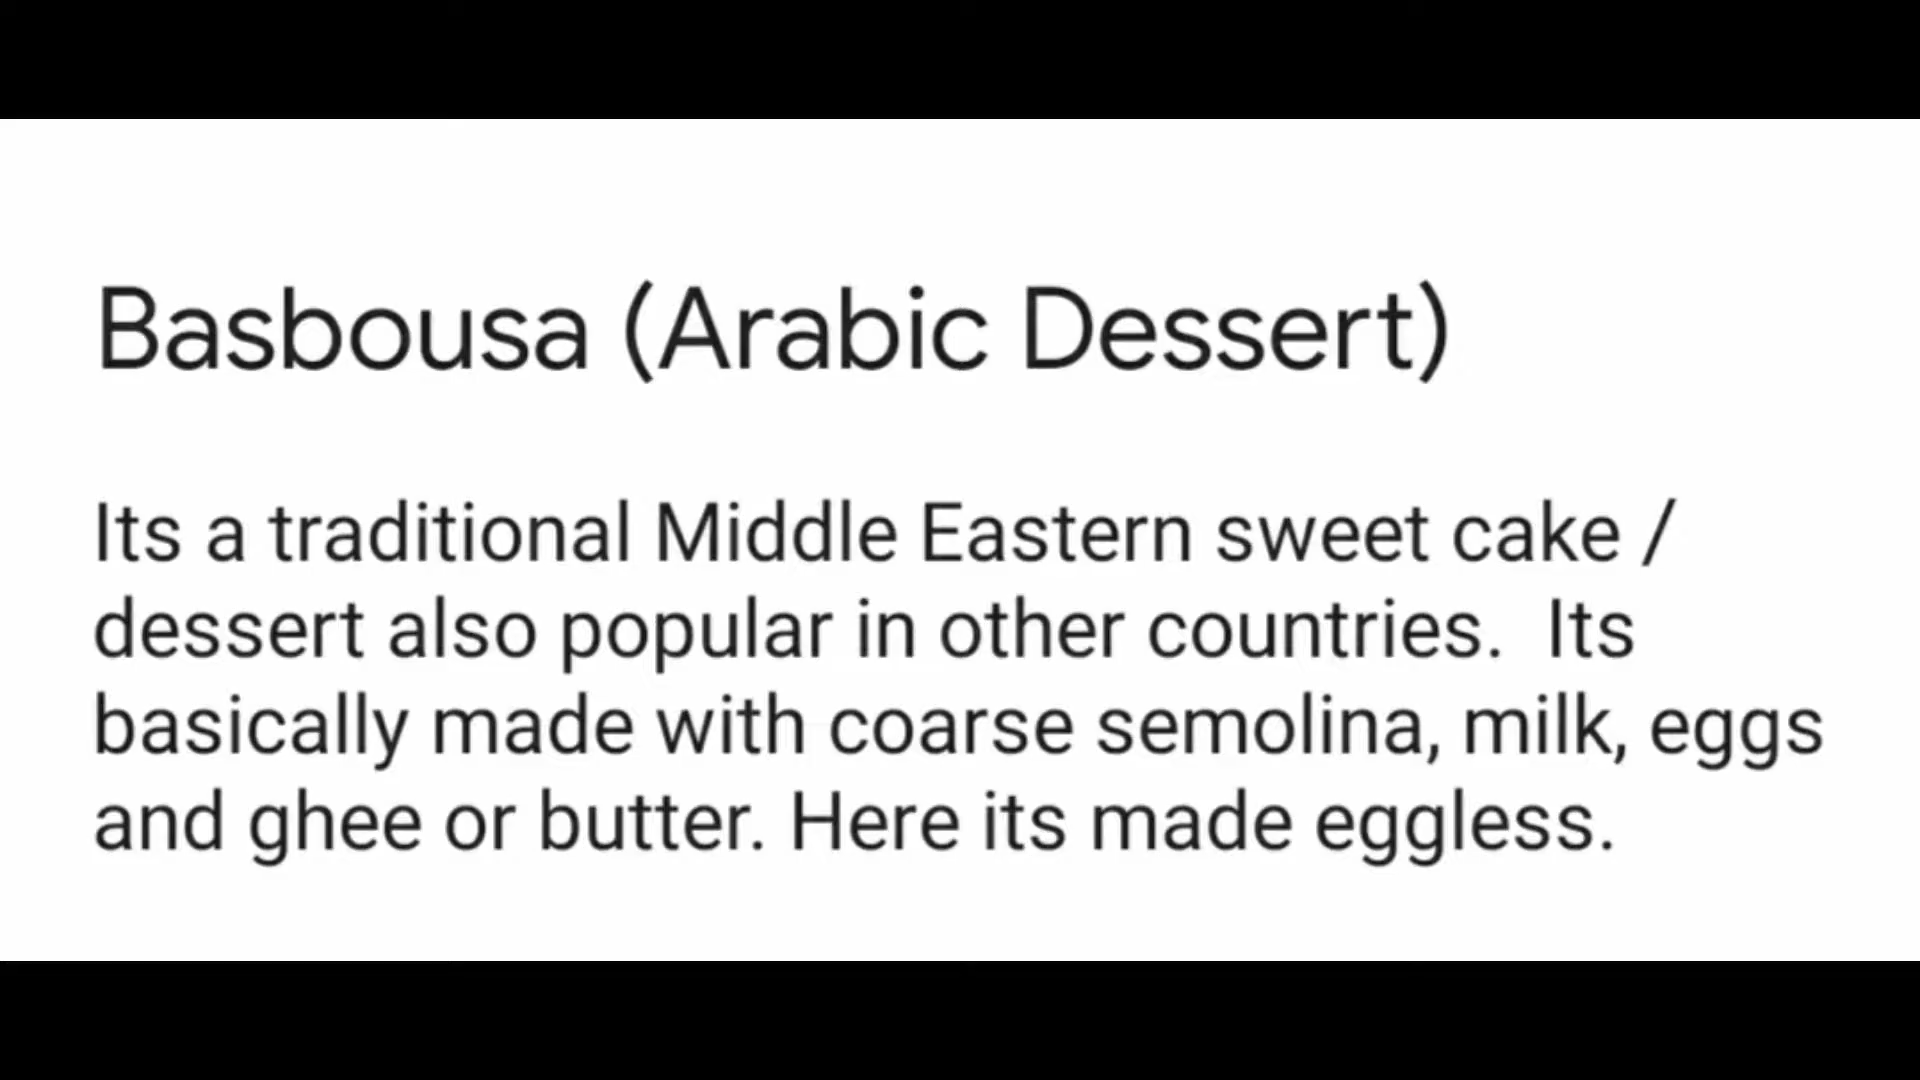 Basbousa (Arabic Dessert)
Its a traditional Middle Eastern sweet cake /
dessert also popular in other countries.  Its
basically made with coarse semolina, milk, eggs
and ghee or butter. Here its made eggless.